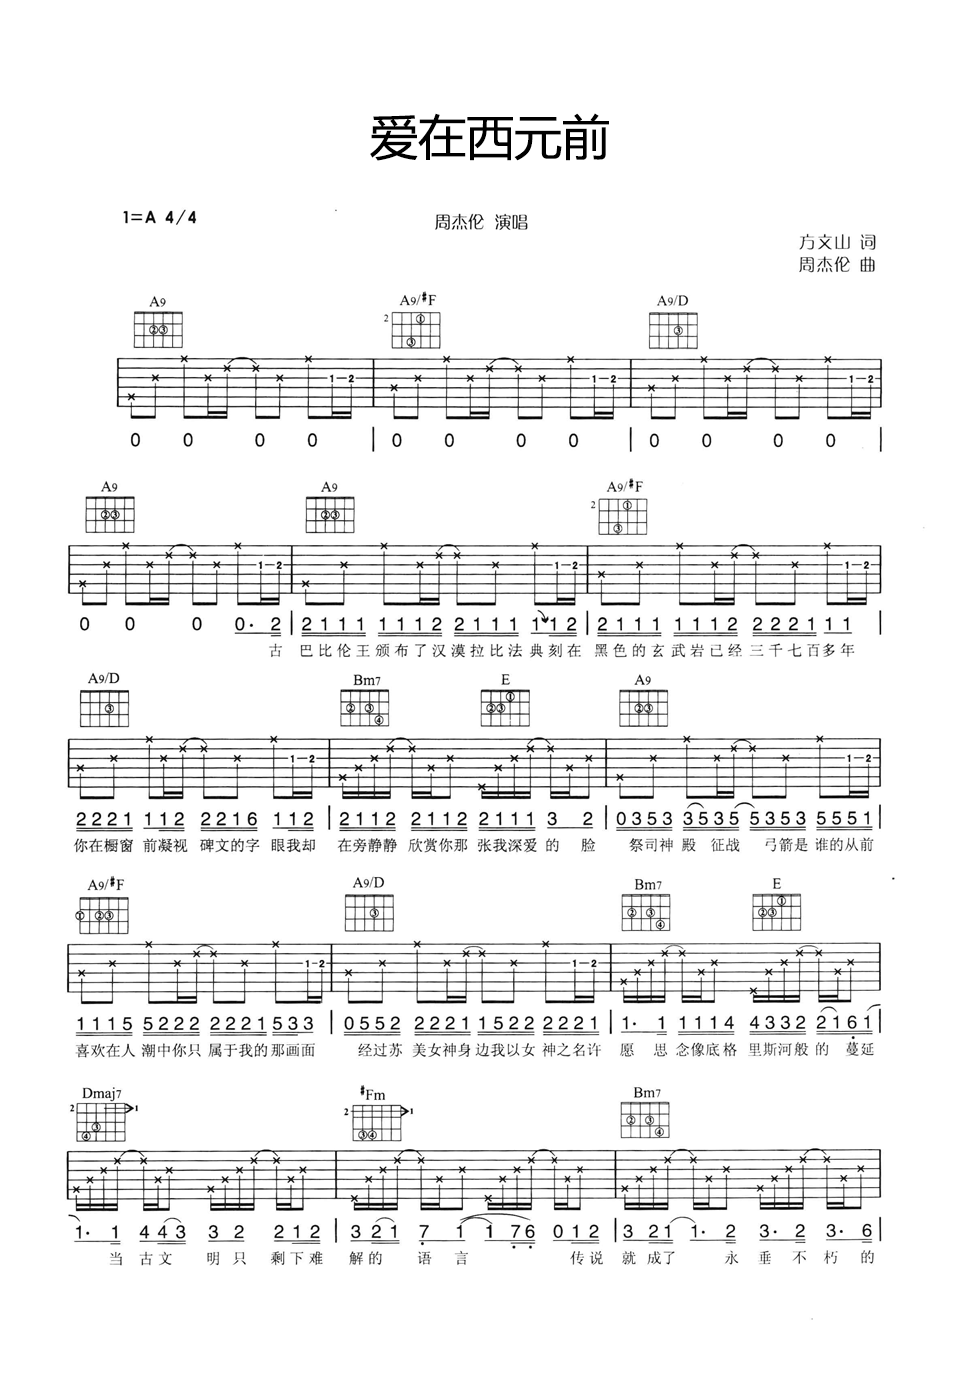 爱在西元前
1=A 4/4
周杰伦 演唱
方文山 词
周杰伦 曲
A9 A9/#F A9/D
2
1-2 1-2 1-2
0 0 0 0 | 0 0 0 0 | 0 0 0 0 |
A9 A9 A9/#F
2
1-2 1-2 1-2
0 0 0 0· 2 | 2111 1112 2111 1112 | 2111 1112 2221 11
古 巴比伦王颁布了汉漠拉比法典刻在 黑色的玄武岩已经三千七百多年
A9/D Bm7 E A9
1-2 1-2
2221 112 2216 112 | 2112 2112 2111 3 2 | 0353 3535 5353 5551 |
你在橱窗 前凝视 碑文的字 眼我却 在旁静静 欣赏你那 张我深爱的 脸 祭司神殿 征战 弓箭是谁的从前
A9/#F A9/D Bm7 E
1-2 1-2
1115 5222 2221 533 | 0552 2221 1522 2221 | 1· 1 1114 4332 2161
喜欢在人 潮中你只 属于我的那画面 经过苏 美女神身边我以女 神之名许 愿 思 念像底格 里斯河般的 蔓延
Dmaj7 #Fm Bm7
2 1 2 1
1· 1 443 32 212 | 3 21 7 1 1 76 012 | 3 21 1· 2 3· 2 3· 6
当 古文 明只 剩下难 解的 语言 传说 就成了 永 垂 不 朽的